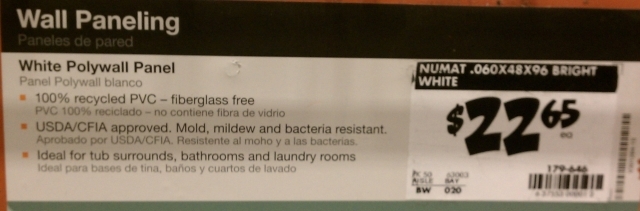 Wall Paneling
Paneles de pared
White Polywall Panel
Panel Polywall blanco
100% recycled PVC – fiberglass free
PVC 100% reciclado – no contiene fibra de vidrio
USDA/CFIA approved. Mold, mildew and bacteria resistant.
Aprobado por USDA/CFIA. Resistente al moho y a las bacterias.
Ideal for tub surrounds, bathrooms and laundry rooms
Ideal para bases de tina, baños y cuartos de lavado
NUMAT .060X48X96 BRIGHT
WHITE
$22 65
ea
179-646
AISLE BAY
BW 020